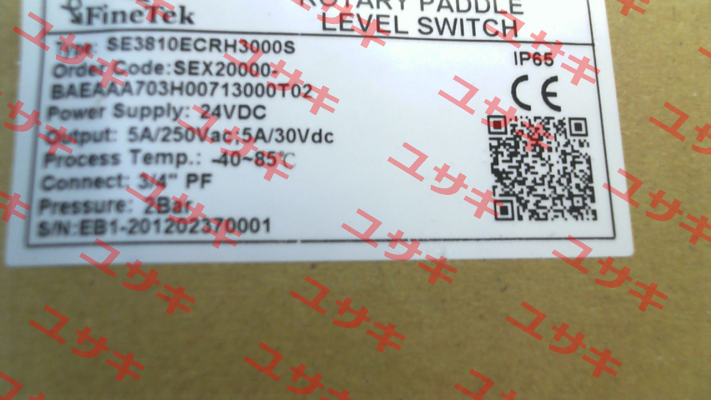 FineTek
ROTARY PADDLE
LEVEL SWITCH
Type: SE3810ECRH3000S
Order Code:SEX20000-
BAEAAA703H00713000T02
Power Supply: 24VDC
Output: 5A/250Vac;5A/30Vdc
Process Temp.: -40~85℃
Connect: 3/4" PF
Pressure: 2Bar
S/N:EB1-201202370001
IP65
CE
ユサキ